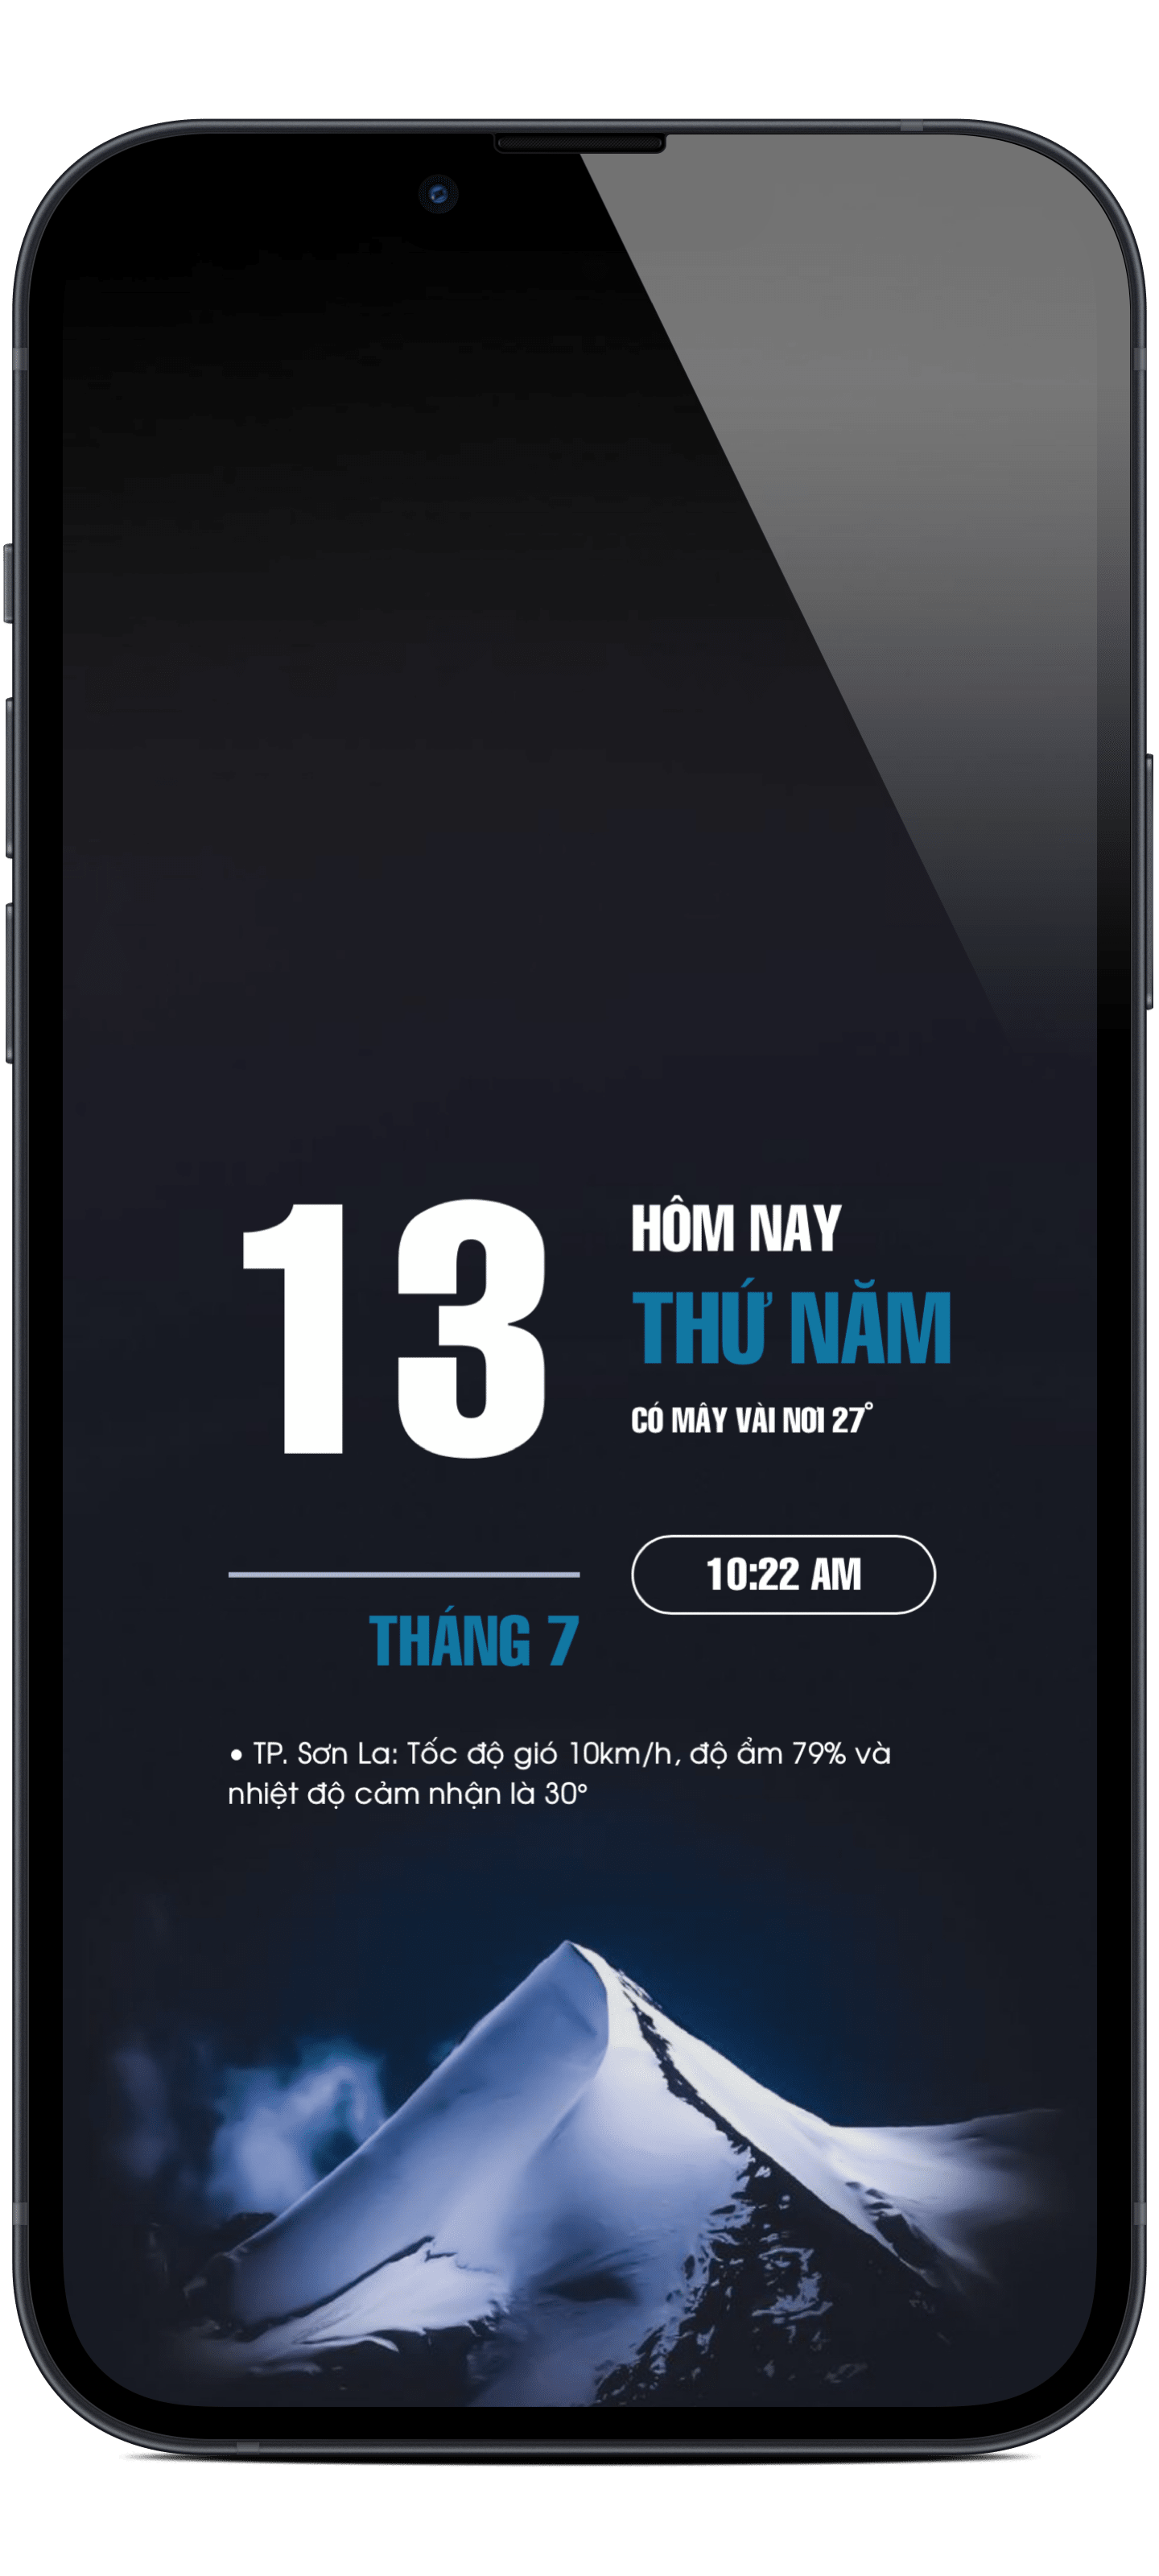 13
HÔM NAY
THỨ NĂM
CÓ MÂY VÀI NƠI 27°
10:22 AM
THÁNG 7
• TP. Sơn La: Tốc độ gió 10km/h, độ ẩm 79% và
nhiệt độ cảm nhận là 30°